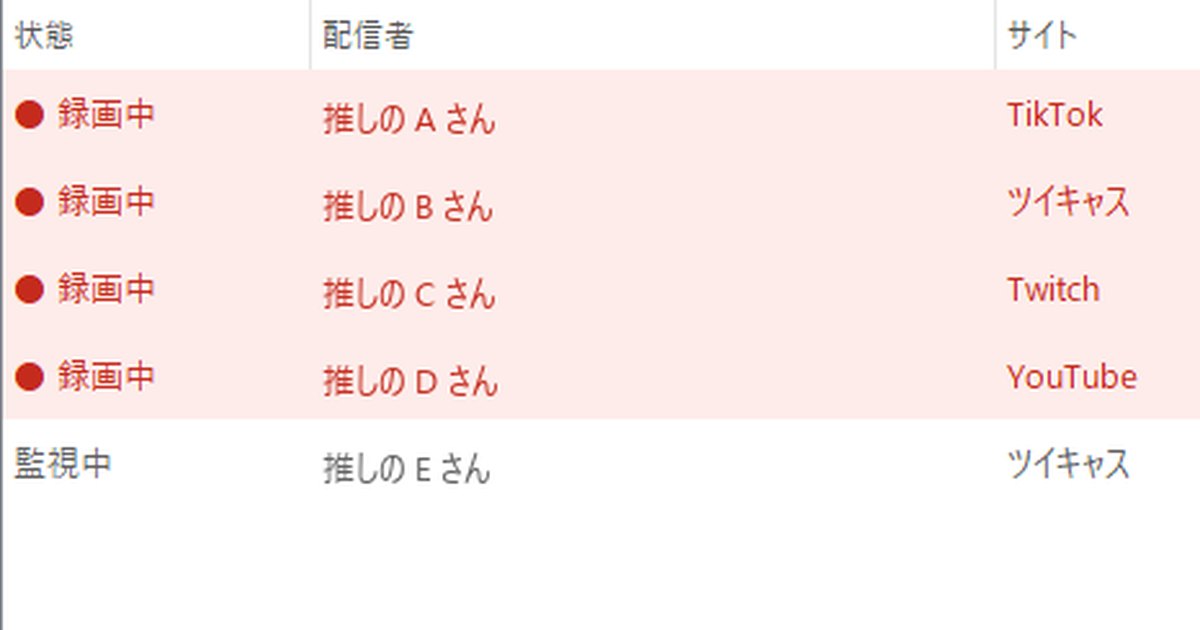 状態 配信者 サイト
● 録画中 推しの A さん TikTok
● 録画中 推しの B さん ツイキャス
● 録画中 推しの C さん Twitch
● 録画中 推しの D さん YouTube
監視中 推しの E さん ツイキャス